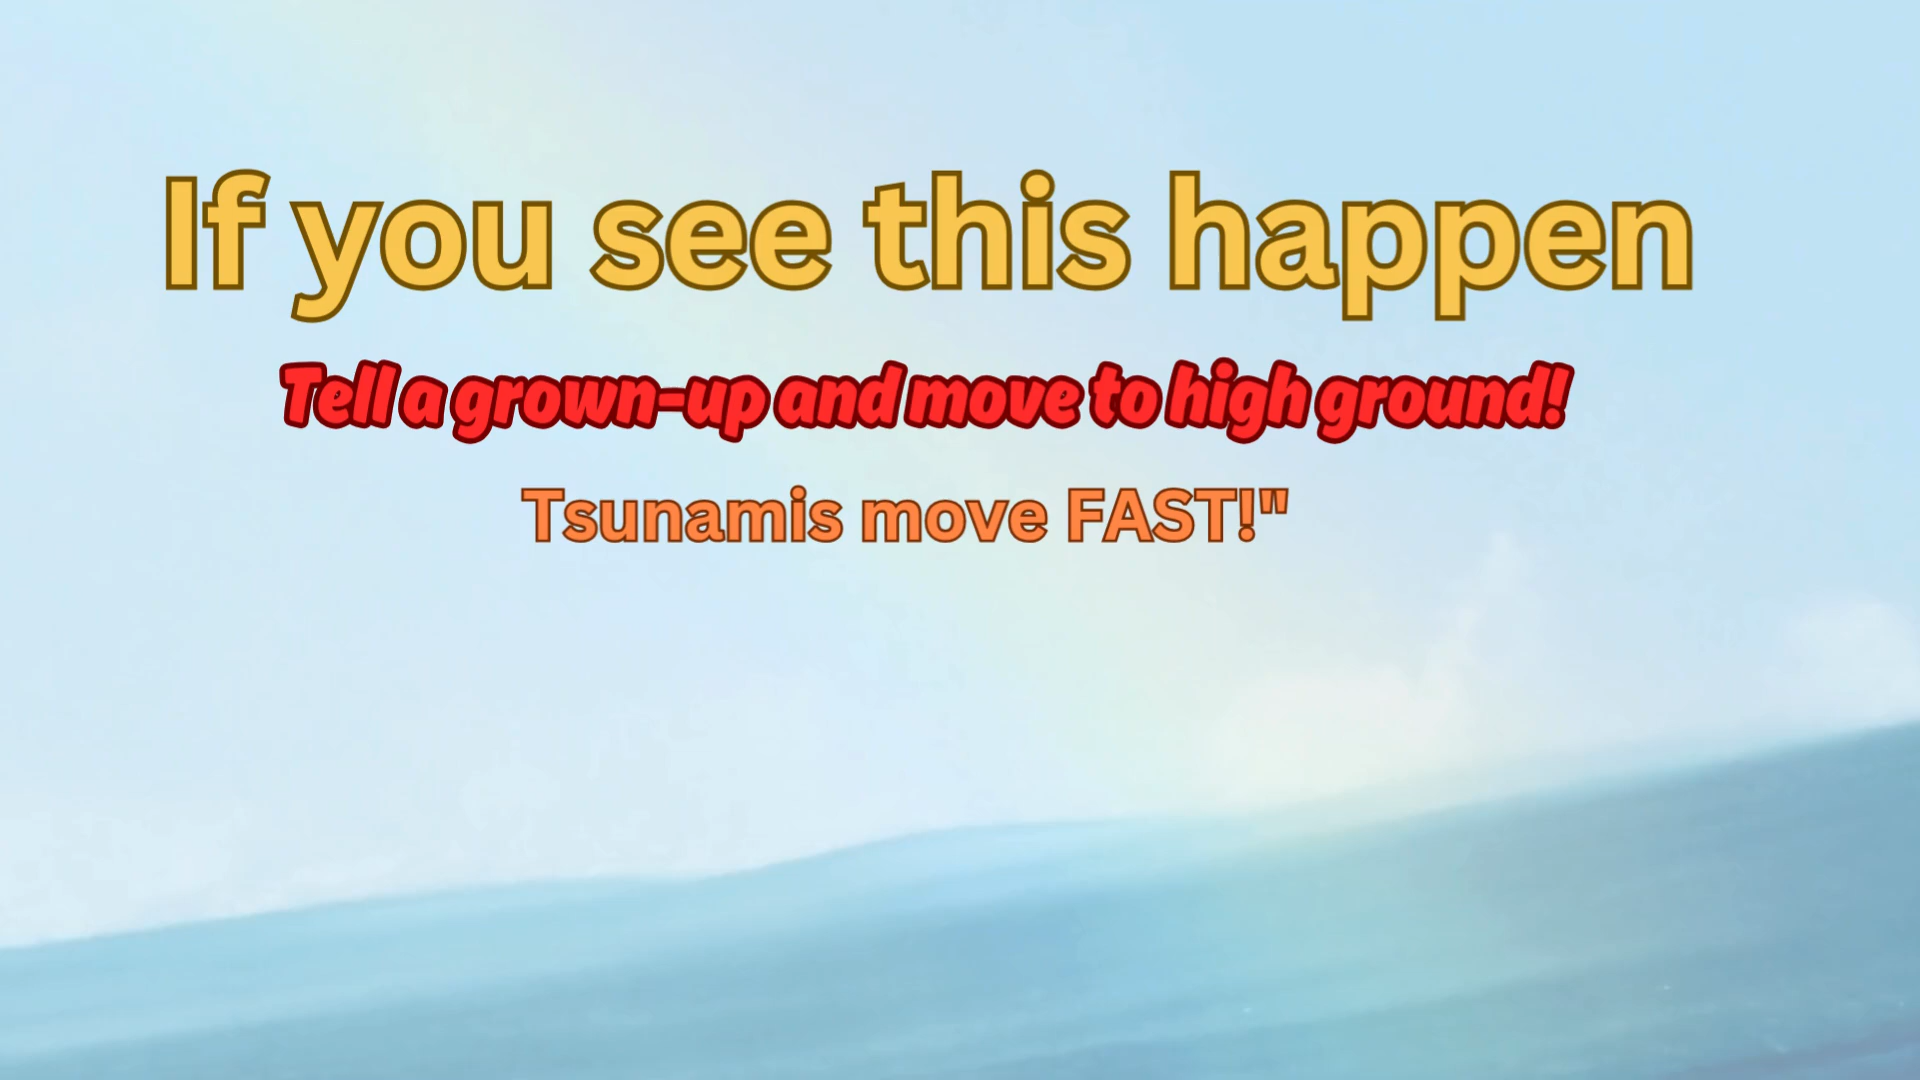 If you see this happen
Tell a grown-up and move to high ground!
Tsunamis move FAST!"